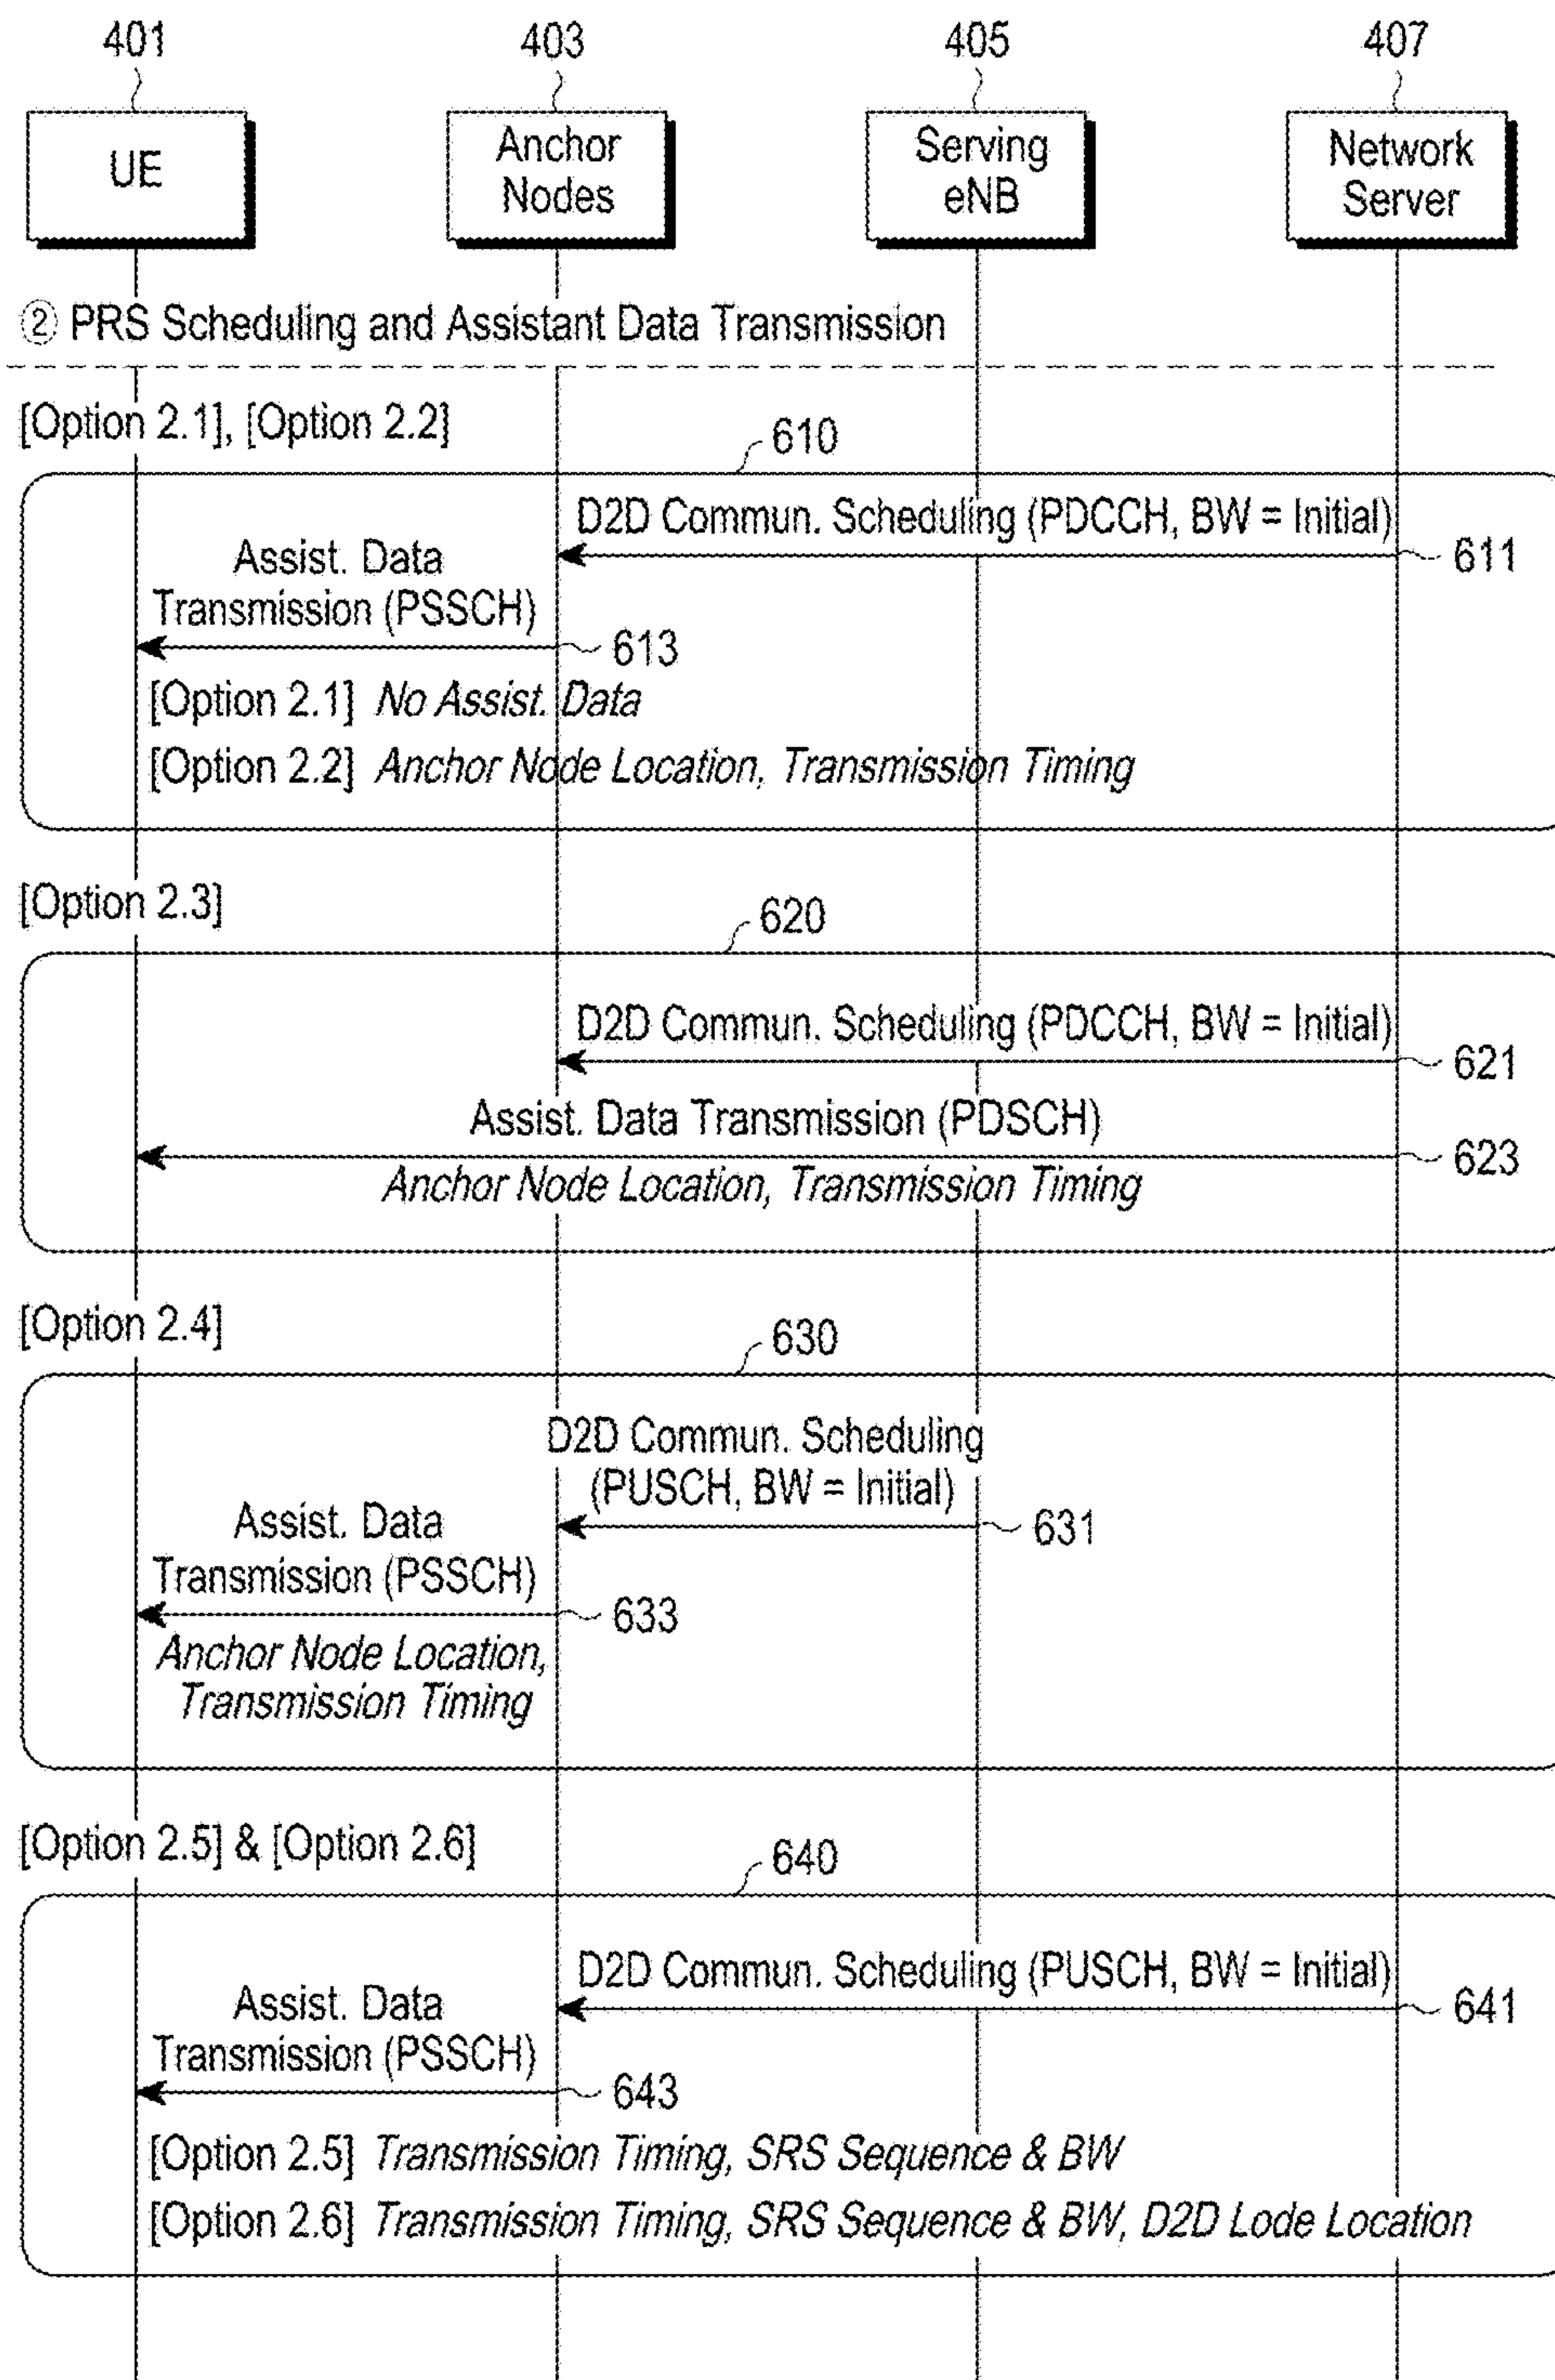 401
403
405
407
UE
Anchor
Nodes
Serving
eNB
Network
Server
② PRS Scheduling and Assistant Data Transmission
[Option 2.1], [Option 2.2]
610
D2D Commun. Scheduling (PDCCH, BW = Initial)
611
Assist. Data
Transmission (PSSCH)
613
[Option 2.1] No Assist. Data
[Option 2.2] Anchor Node Location, Transmission Timing
[Option 2.3]
620
D2D Commun. Scheduling (PDCCH, BW = Initial)
621
Assist. Data Transmission (PDSCH)
623
Anchor Node Location, Transmission Timing
[Option 2.4]
630
D2D Commun. Scheduling
(PUSCH, BW = Initial)
631
Assist. Data
Transmission (PSSCH)
633
Anchor Node Location,
Transmission Timing
[Option 2.5] & [Option 2.6]
640
D2D Commun. Scheduling (PUSCH, BW = Initial)
641
Assist. Data
Transmission (PSSCH)
643
[Option 2.5] Transmission Timing, SRS Sequence & BW
[Option 2.6] Transmission Timing, SRS Sequence & BW, D2D Lode Location